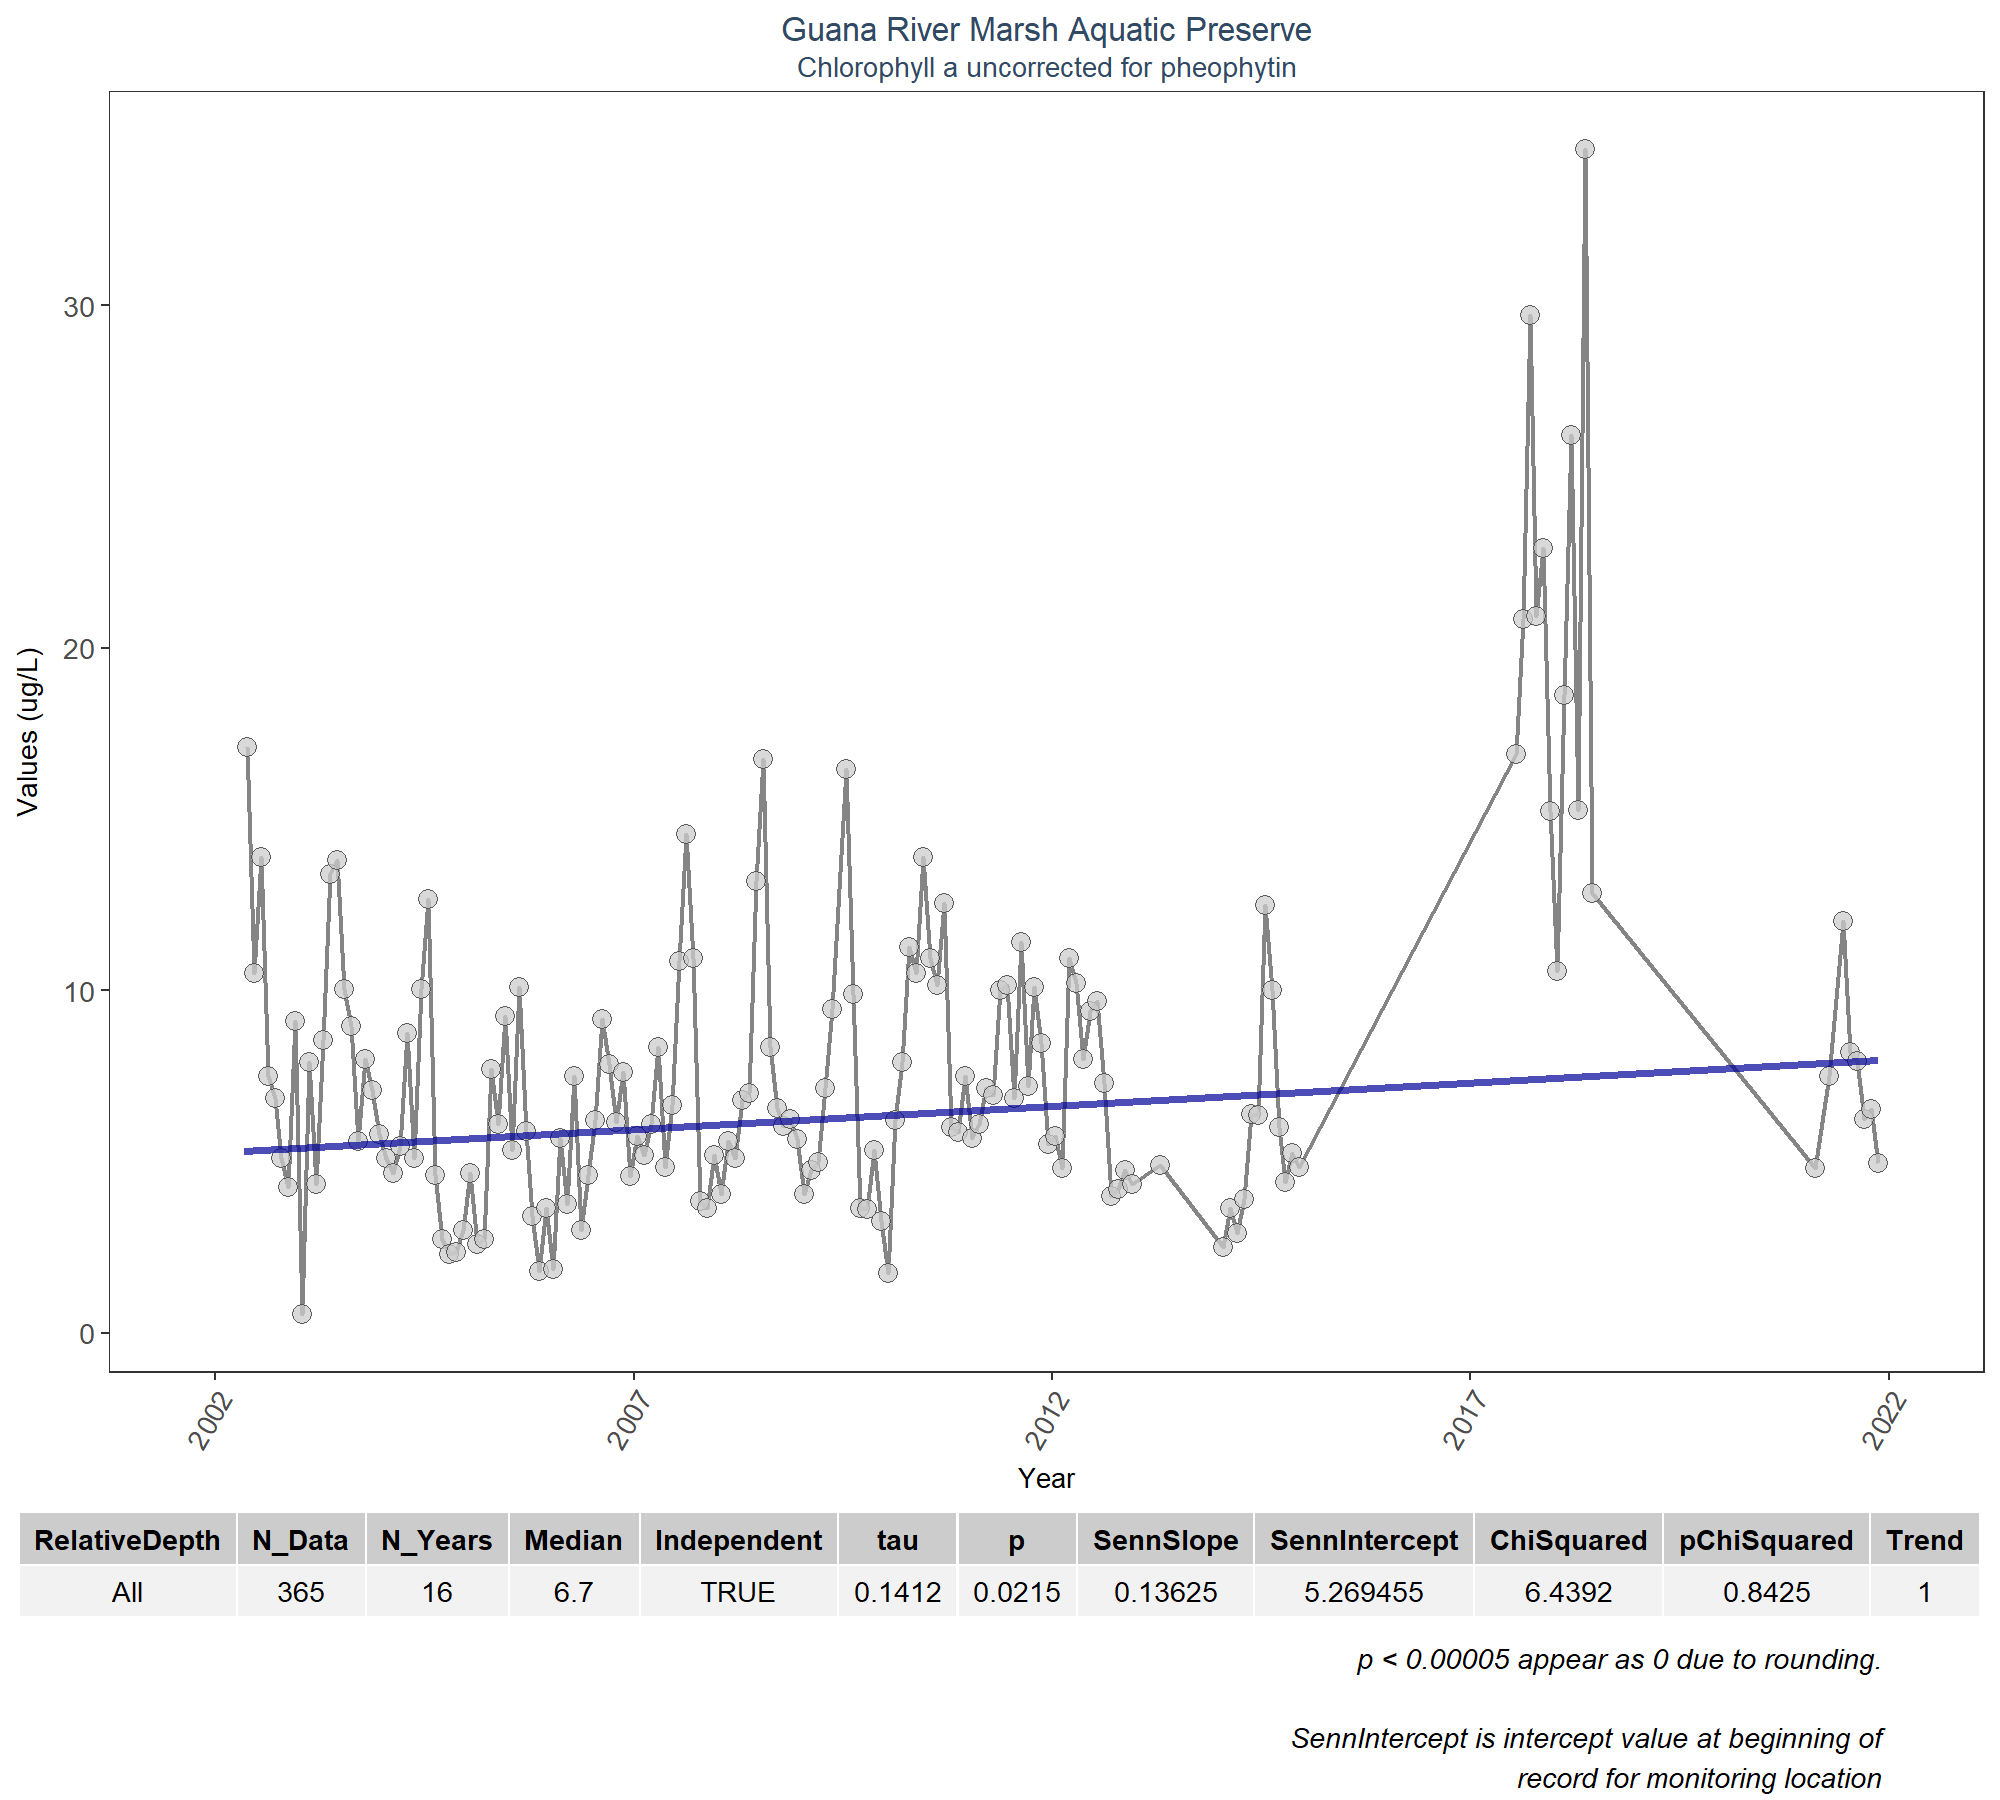 Guana River Marsh Aquatic Preserve
Chlorophyll a uncorrected for pheophytin
Values (ug/L)
30
20
10
0
2002 2007 2012 2017 2022
Year
RelativeDepth N_Data N_Years Median Independent tau p SennSlope SennIntercept ChiSquared pChiSquared Trend
All 365 16 6.7 TRUE 0.1412 0.0215 0.13625 5.269455 6.4392 0.8425 1
p < 0.00005 appear as 0 due to rounding.
SennIntercept is intercept value at beginning of
record for monitoring location